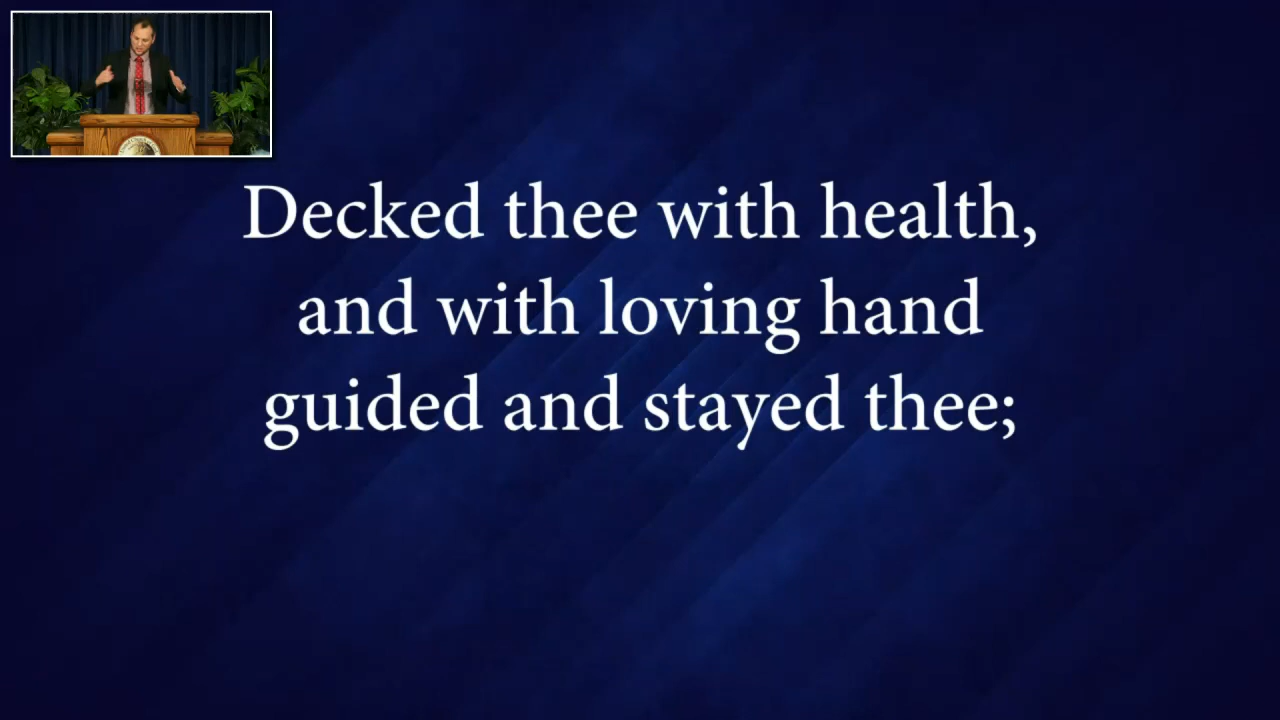 Decked thee with health,
and with loving hand
guided and stayed thee;